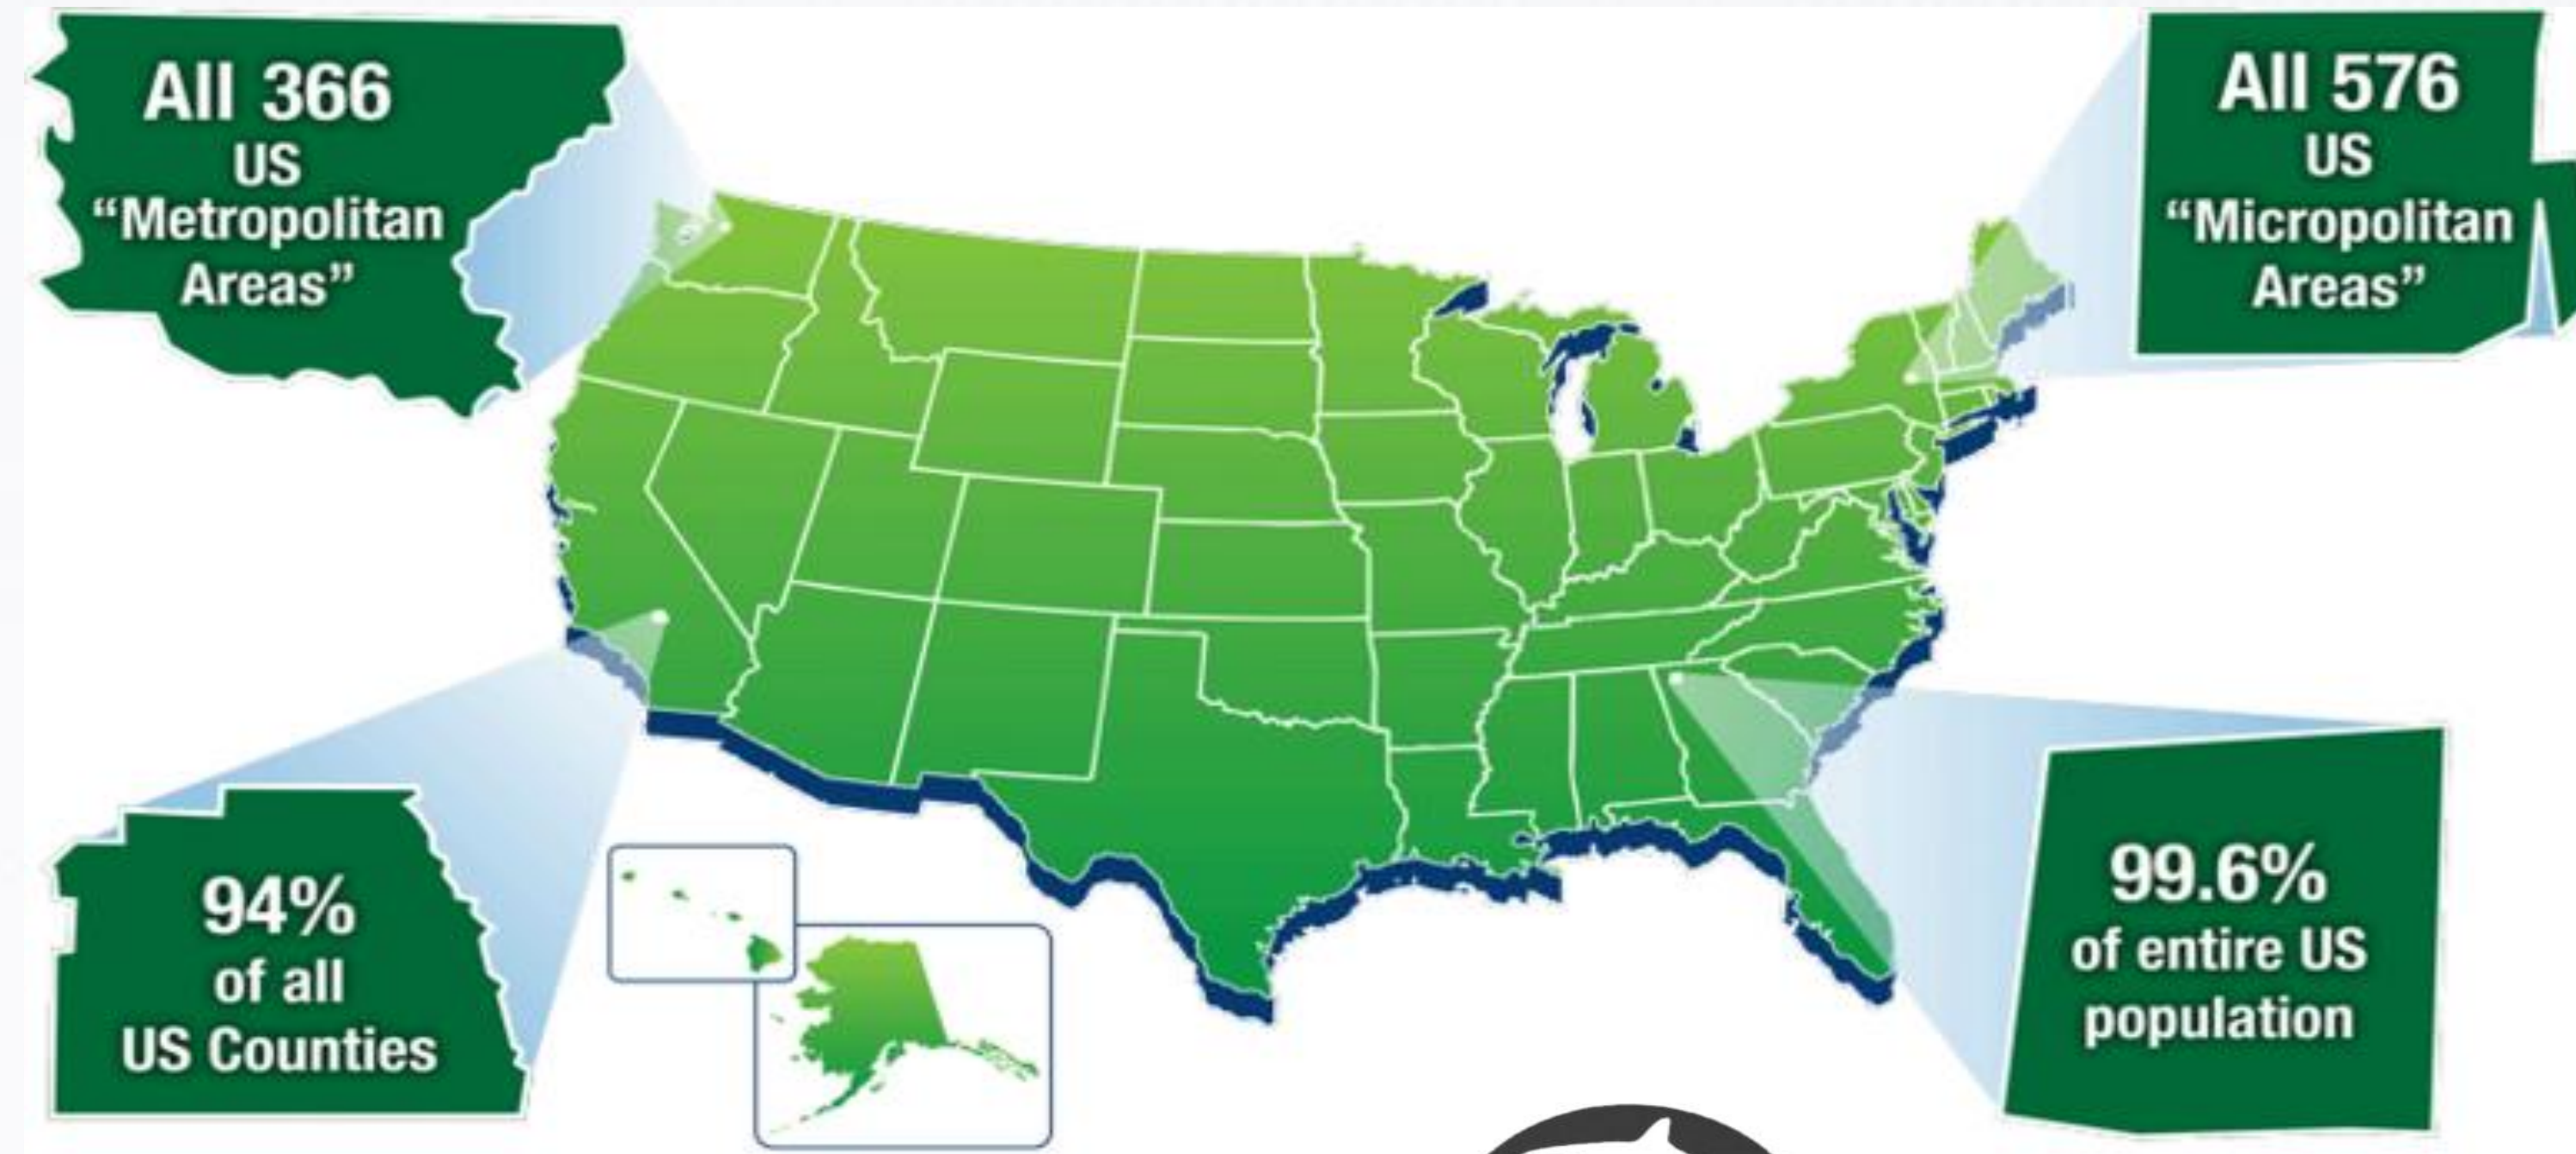 All 366
US
“Metropolitan
Areas”
All 576
US
“Micropolitan
Areas”
94%
of all
US Counties
99.6%
of entire US
population